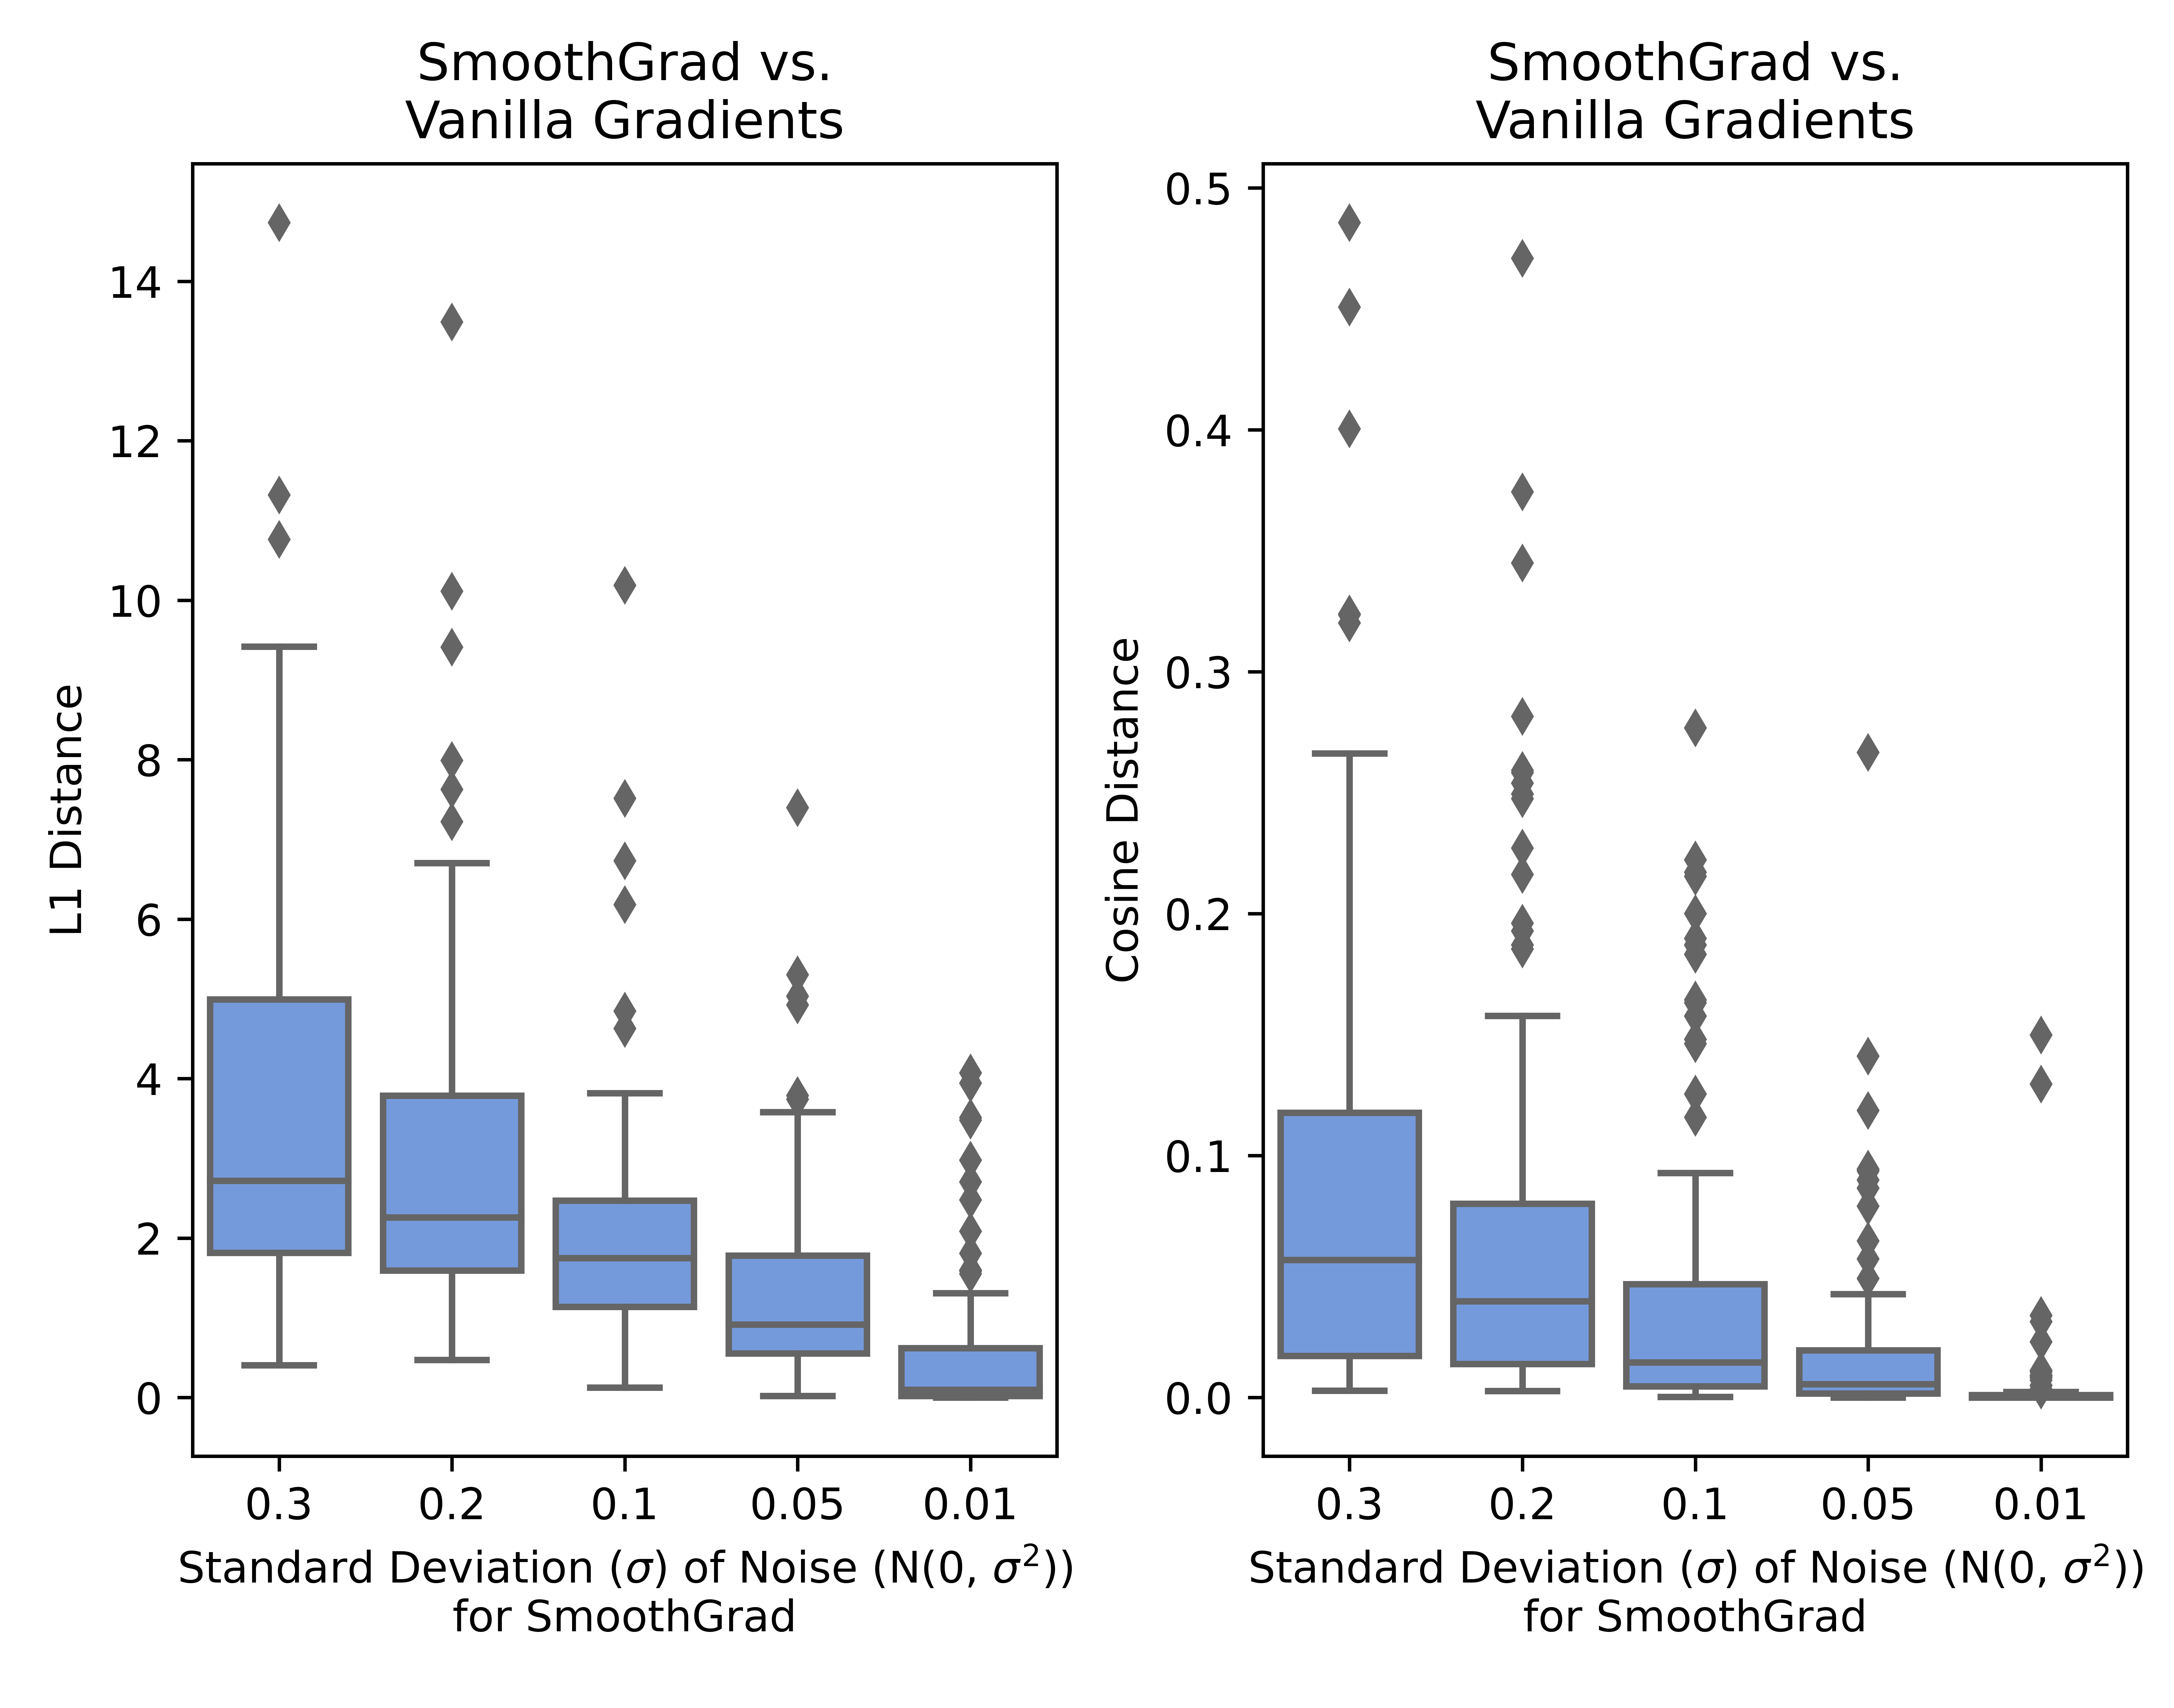 SmoothGrad vs.
Vanilla Gradients
L1 Distance
14
12
10
8
6
4
2
0
0.3 0.2 0.1 0.05 0.01
Standard Deviation (σ) of Noise (N(0, σ²))
for SmoothGrad
SmoothGrad vs.
Vanilla Gradients
Cosine Distance
0.5
0.4
0.3
0.2
0.1
0.0
0.3 0.2 0.1 0.05 0.01
Standard Deviation (σ) of Noise (N(0, σ²))
for SmoothGrad